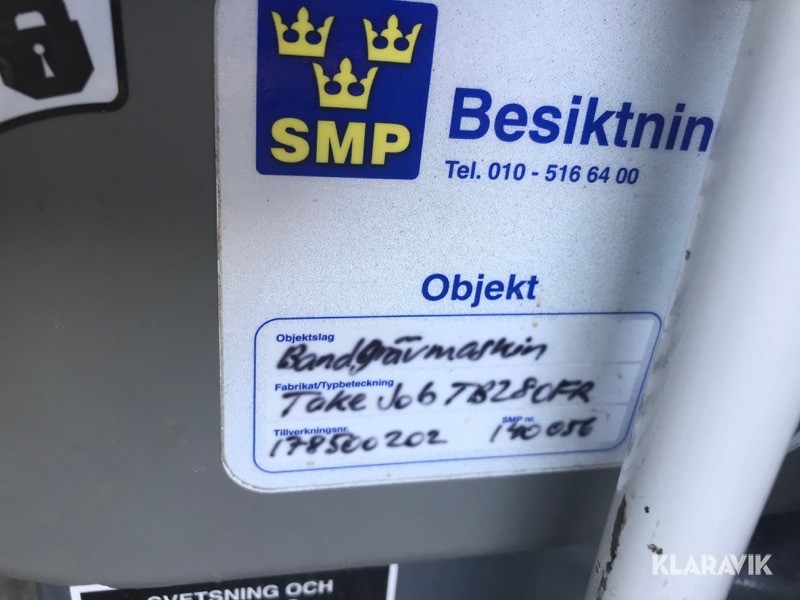 SMP
Besiktnin
Tel. 010 - 516 64 00
Objekt
Objektslag
Bandgrävmaskin
Fabrikat/Typbeteckning
Take Job TB280FR
Tillverkningsnr. SMP nr.
178500202 140056
SVETSNING OCH
KLARAVIK